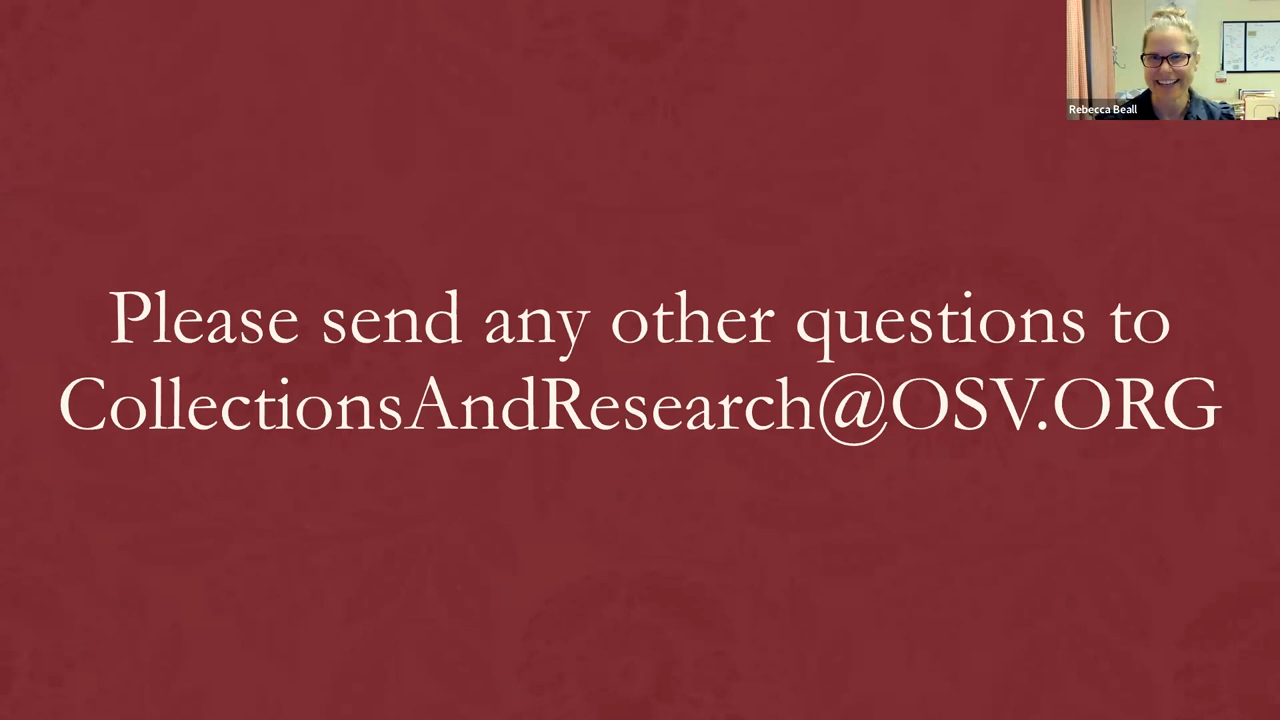 Rebecca Beall
Please send any other questions to
CollectionsAndResearch@OSV.ORG